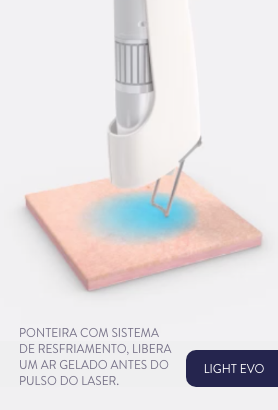 PONTEIRA COM SISTEMA
DE RESFRIAMENTO, LIBERA
UM AR GELADO ANTES DO
PULSO DO LASER.
LIGHT EVO